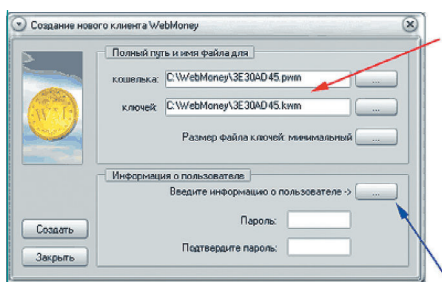 Создание нового клиента WebMoney
Полный путь и имя файла для
кошелька: C:\WebMoney\3E30AD45.pwm ...
ключей: C:\WebMoney\3E30AD45.kwm ...
Размер файла ключей: минимальный ...
Информация о пользователе
Введите информацию о пользователе -> ...
Пароль:
Создать
Подтвердите пароль:
Закрыть